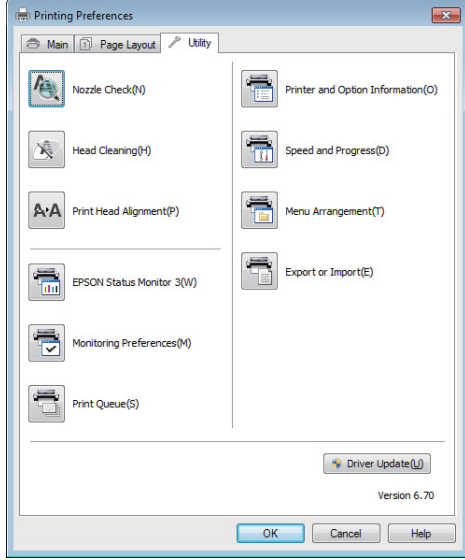 Printing Preferences
Main
Page Layout
Utility
Nozzle Check(N)
Printer and Option Information(O)
Head Cleaning(H)
Speed and Progress(D)
A
A
Print Head Alignment(P)
Menu Arrangement(T)
EPSON Status Monitor 3(W)
Export or Import(E)
Monitoring Preferences(M)
Print Queue(S)
Driver Update(U)
Version 6.70
OK
Cancel
Help